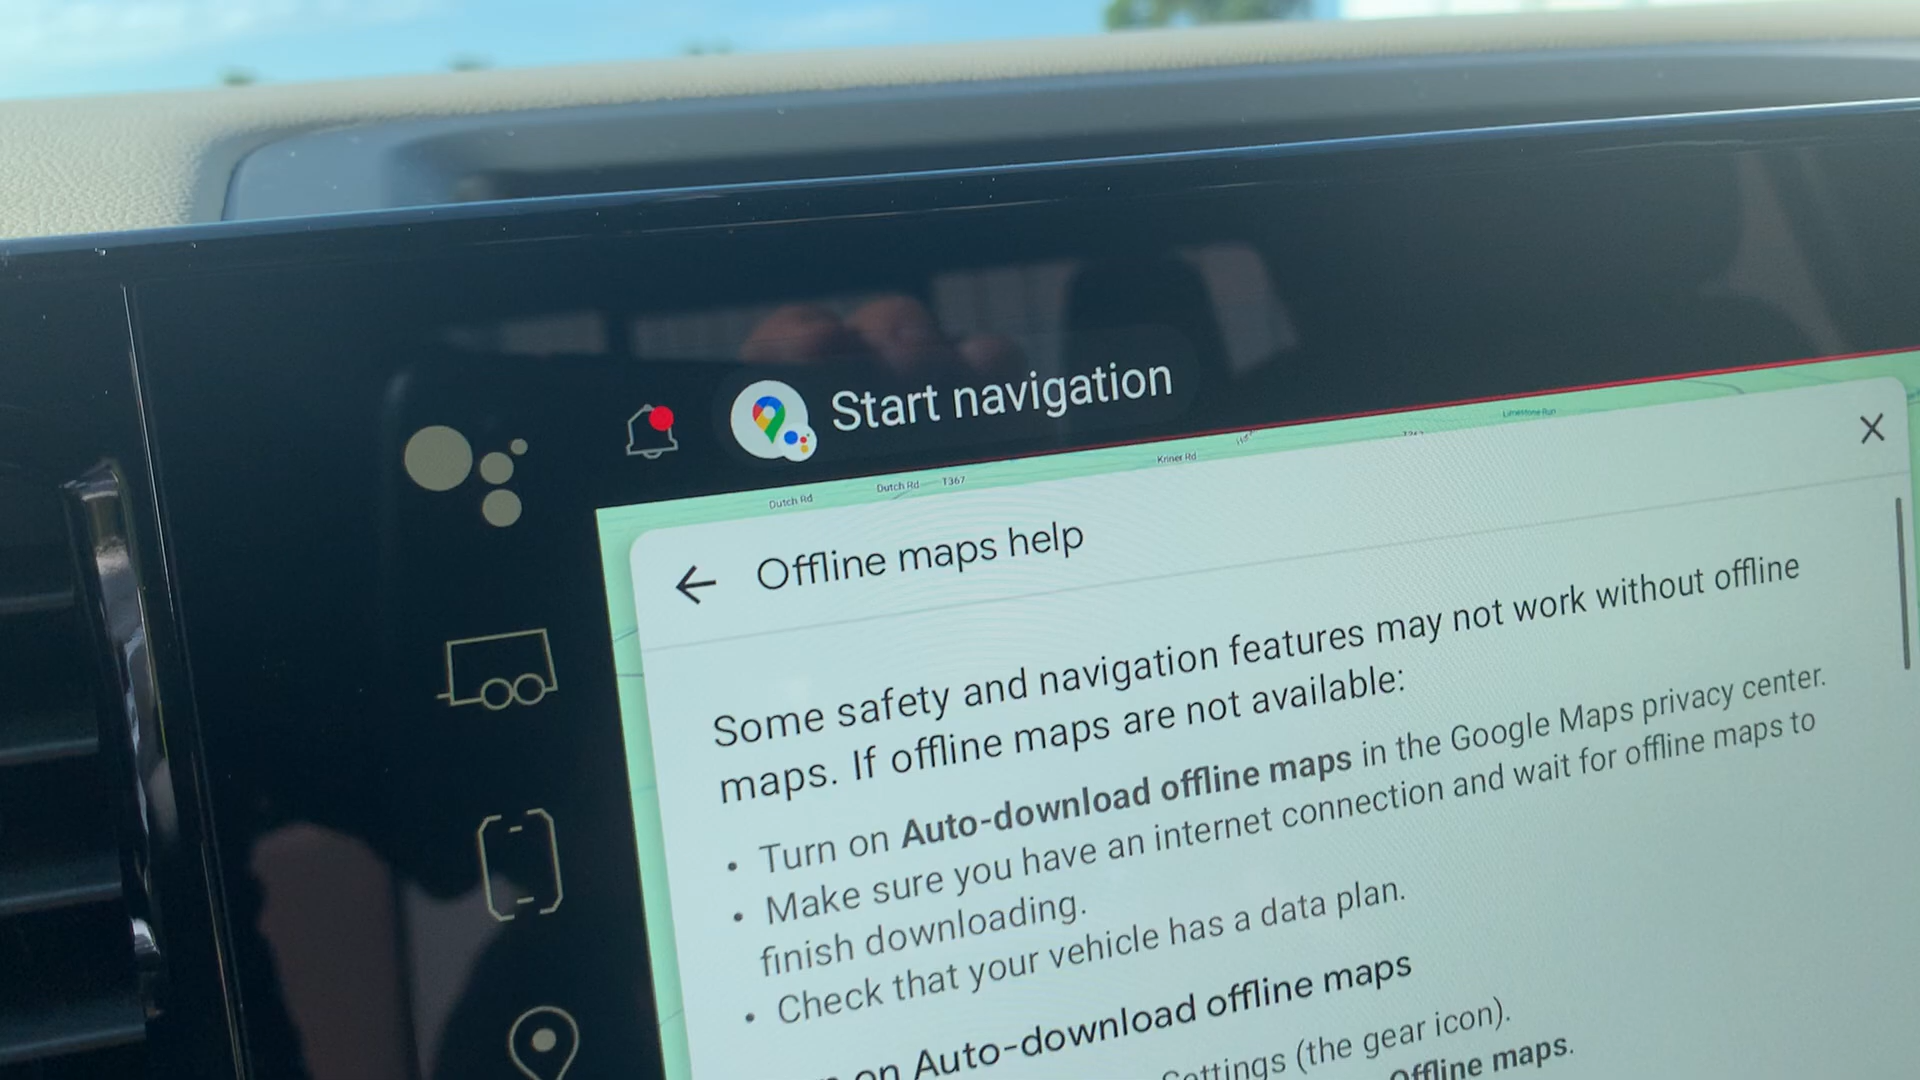 Start navigation
Limestone Run
Kriner Rd
Dutch Rd
Dutch Rd
T367
Offline maps help
Some safety and navigation features may not work without offline
maps. If offline maps are not available:
• Turn on Auto-download offline maps in the Google Maps privacy center.
• Make sure you have an internet connection and wait for offline maps to
finish downloading.
• Check that your vehicle has a data plan.
on Auto-download offline maps
Settings (the gear icon).
Offline maps.